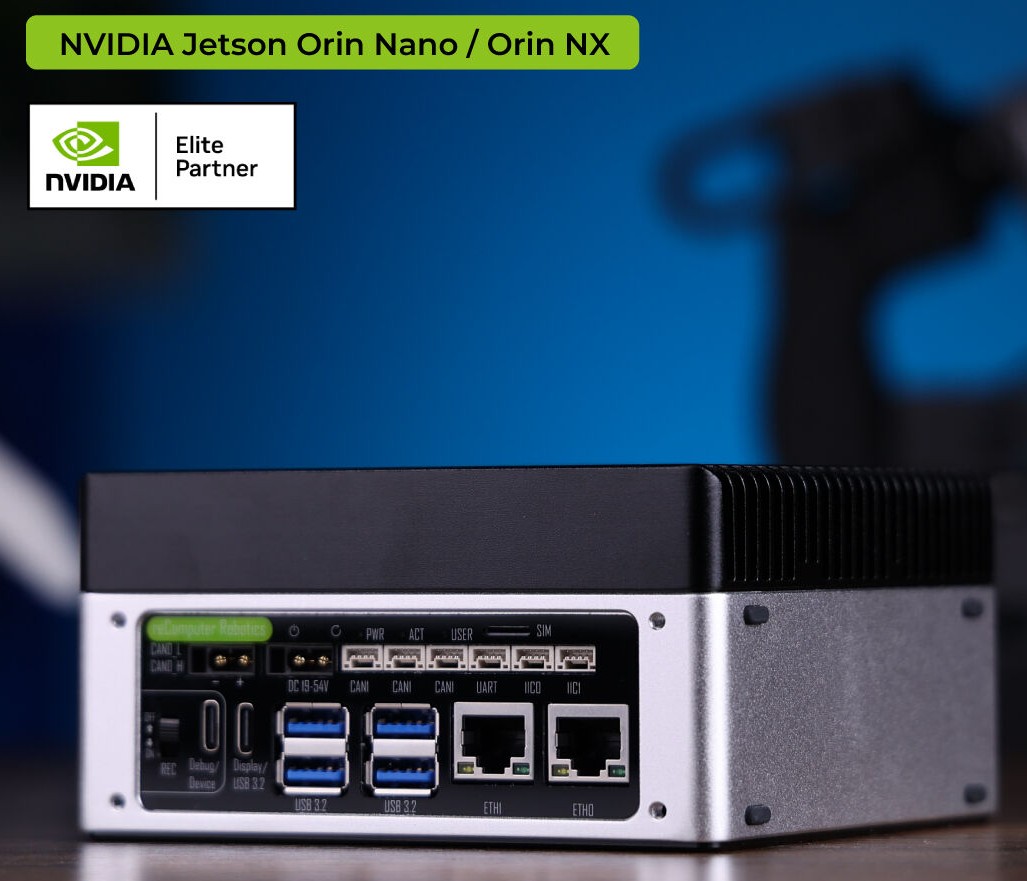 NVIDIA Jetson Orin Nano / Orin NX
NVIDIA
Elite
Partner
reComputer Robotics
PWR ACT USER SIM
CAN0_L
CAN0_H
- +
DC 19-54V CAN1 CAN1 CAN1 UART IIC0 IIC1
OFF
ON
REC
Debug/
Device
Display/
USB 3.2
USB 3.2 USB 3.2 ETH1 ETH0